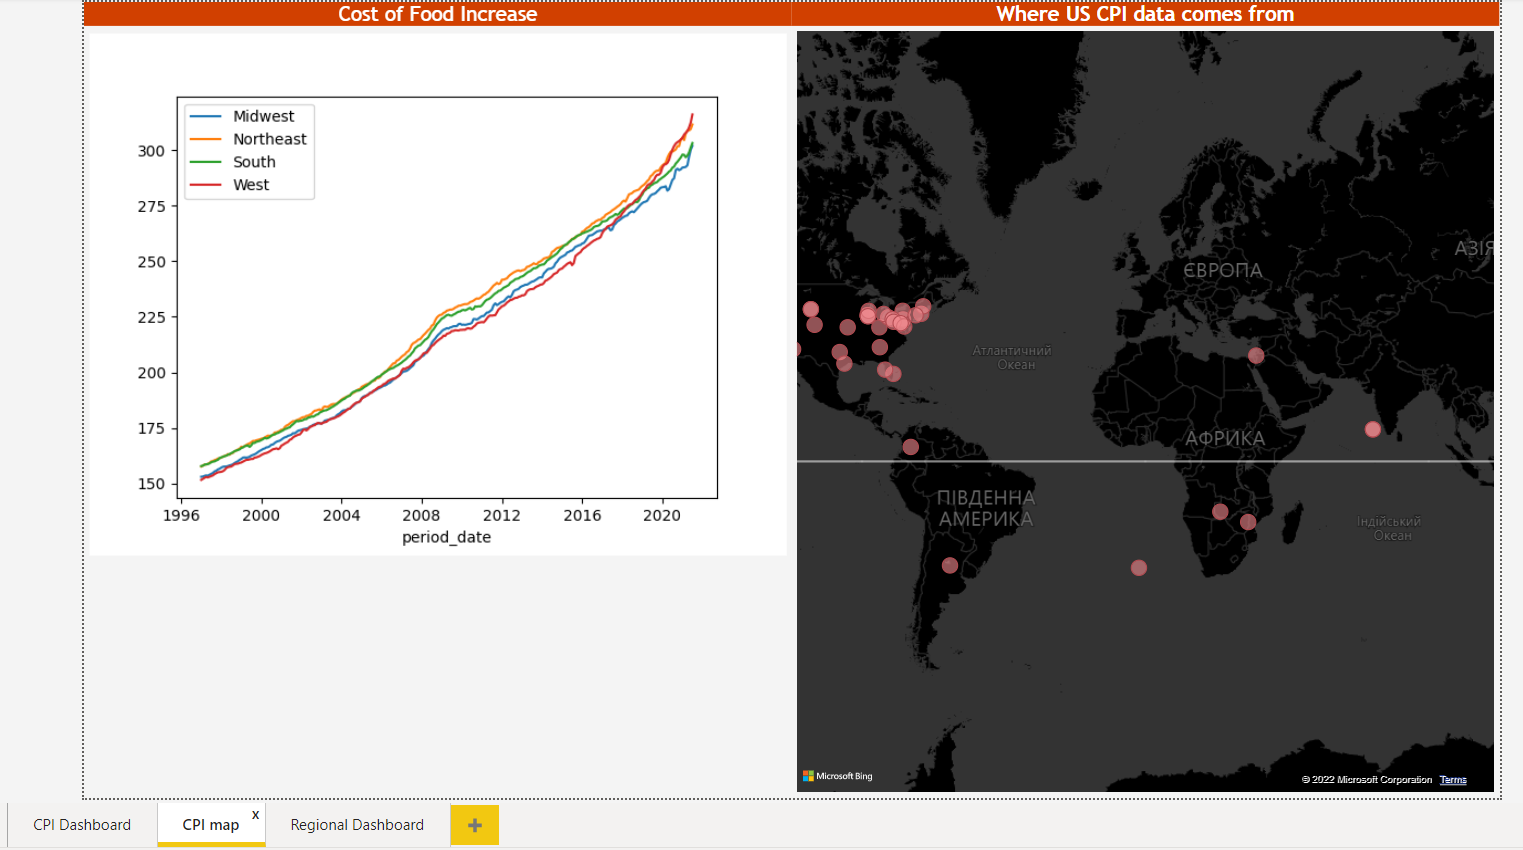 Cost of Food Increase
Where US CPI data comes from
Midwest
Northeast
South
West
300
275
250
225
200
175
150
1996
2000
2004
2008
2012
2016
2020
period_date
АЗІЯ
ЄВРОПА
Атлантичний
Океан
АФРИКА
ПІВДЕННА
АМЕРИКА
Індійський
Океан
Microsoft Bing
© 2022 Microsoft Corporation
Terms
CPI Dashboard
CPI map
x
Regional Dashboard
+